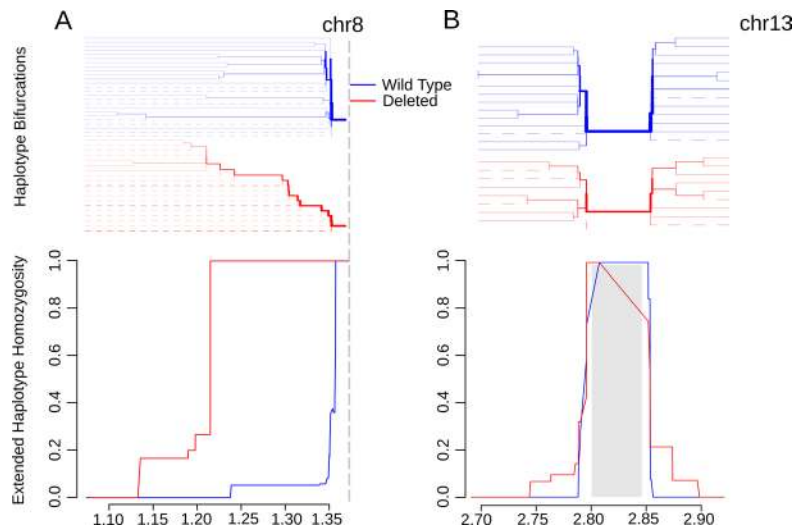 A
chr8
B
chr13
Haplotype Bifurcations
Wild Type
Deleted
Extended Haplotype Homozygosity
1.0
0.8
0.6
0.4
0.2
0.0
1.10 1.15 1.20 1.25 1.30 1.35
1.0
0.8
0.6
0.4
0.2
0.0
2.70 2.75 2.80 2.85 2.90